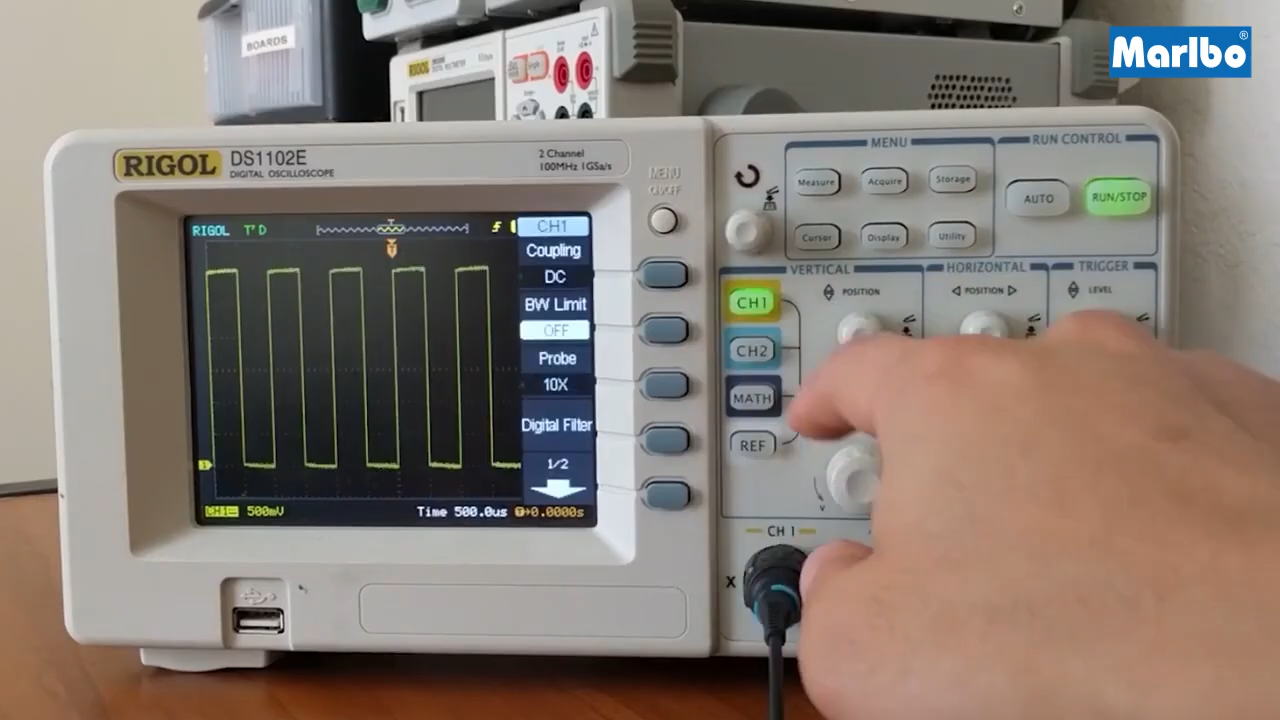 BOARDS
RIGOL
Marlbo®
RIGOL DS1102E
DIGITAL OSCILLOSCOPE
2 Channel
100MHz 1GSa/s
MENU
ON/OFF
MENU
RUN CONTROL
Measure
Acquire
Storage
AUTO
RUN/STOP
Cursor
Display
Utility
RIGOL T'D
CH1
Coupling
DC
BW Limit
OFF
Probe
10X
Digital Filter
1/2
CH1 500mV Time 500.0us T→0.0000s
VERTICAL
HORIZONTAL
TRIGGER
CH1
POSITION
POSITION
LEVEL
CH2
MATH
REF
V
CH 1
X